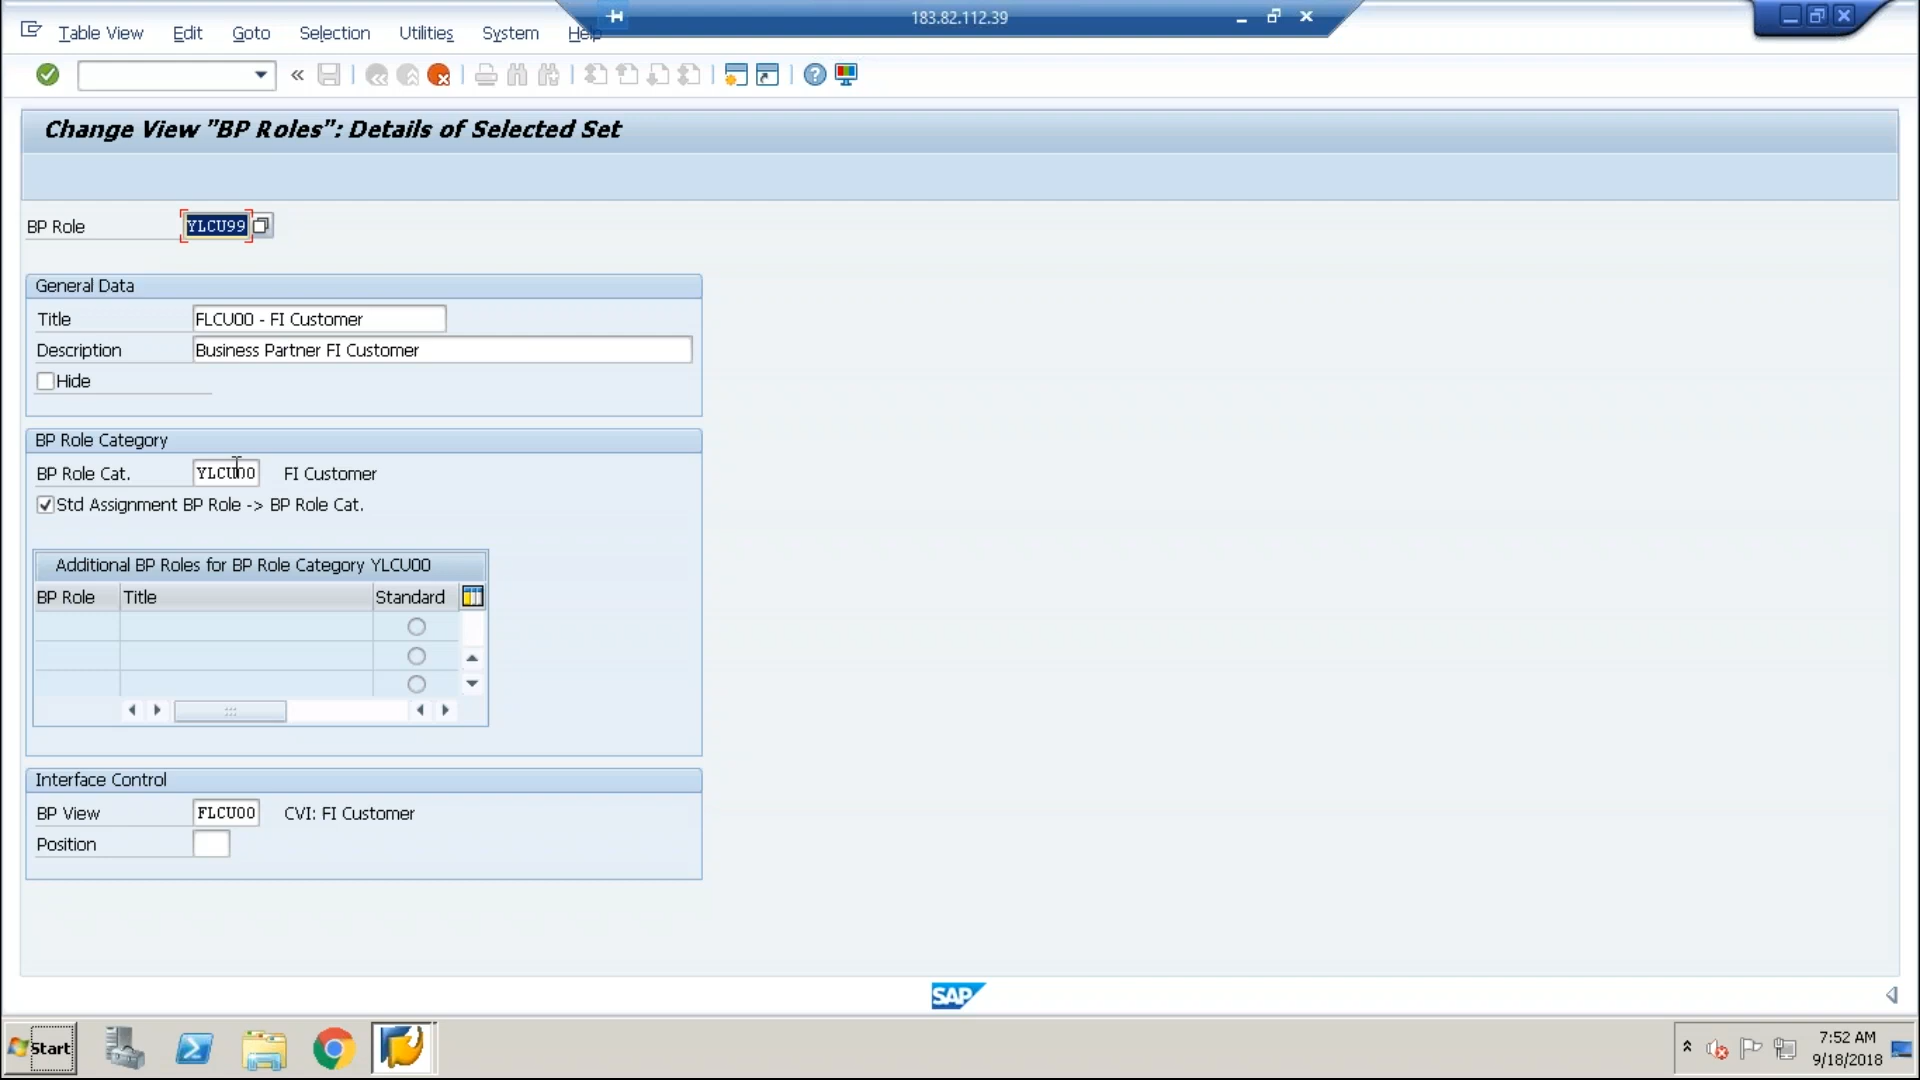 183.82.112.39
Table View Edit Goto Selection Utilities System Help
Change View "BP Roles": Details of Selected Set
BP Role YLCU99
General Data
Title FLCU00 - FI Customer
Description Business Partner FI Customer
Hide
BP Role Category
BP Role Cat. YLCU00 FI Customer
Std Assignment BP Role -> BP Role Cat.
Additional BP Roles for BP Role Category YLCU00
BP Role Title Standard
Interface Control
BP View FLCU00 CVI: FI Customer
Position
SAP
Start
7:52 AM
9/18/2018